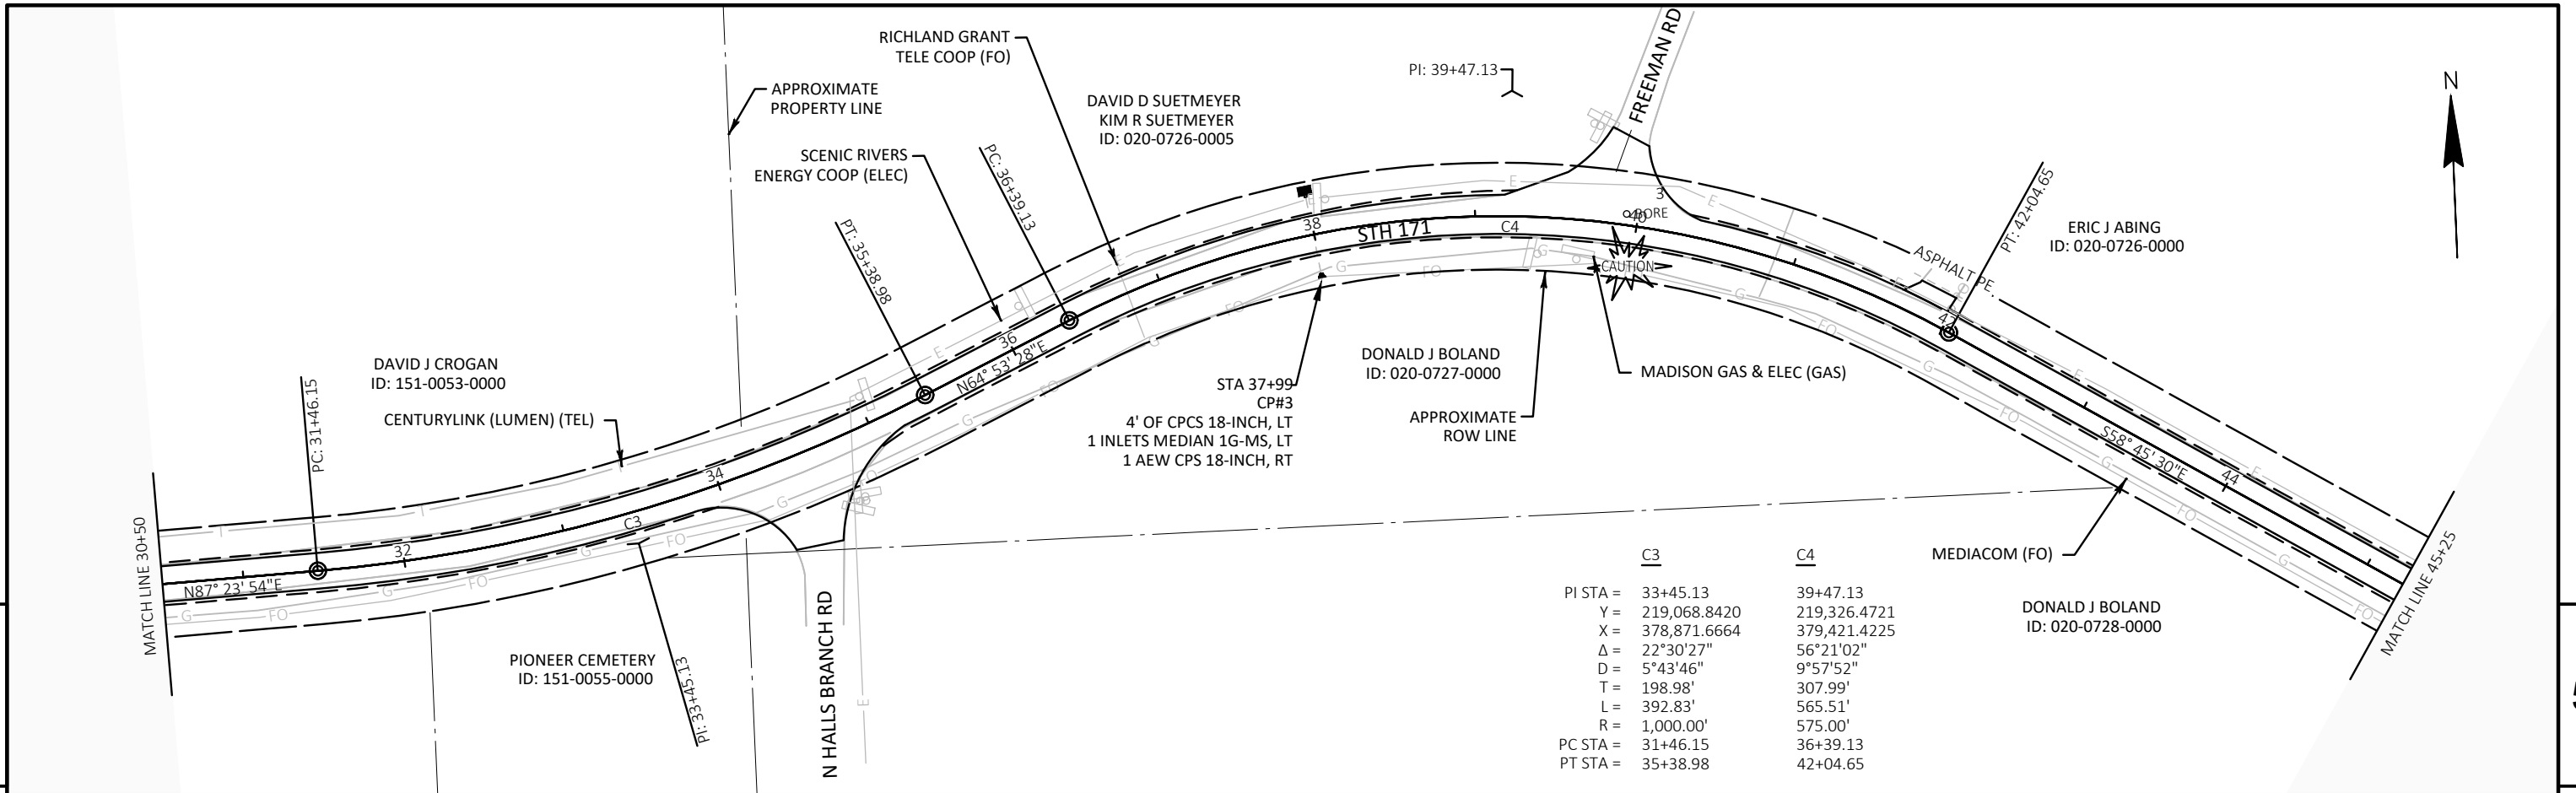 RICHLAND GRANT
TELE COOP (FO)
APPROXIMATE
PROPERTY LINE
DAVID D SUETMEYER
KIM R SUETMEYER
ID: 020-0726-0005
PI: 39+47.13
FREEMAN RD
N
SCENIC RIVERS
ENERGY COOP (ELEC)
PC: 36+39.13
PT: 35+38.98
PT: 42+04.65
ERIC J ABING
ID: 020-0726-0000
ASPHALT PE.
3
BORE
40
38
STH 171
C4
CAUTION
42
36
N64° 53' 28"E
DAVID J CROGAN
ID: 151-0053-0000
CENTURYLINK (LUMEN) (TEL)
PC: 31+46.15
STA 37+99
CP#3
4' OF CPCS 18-INCH, LT
1 INLETS MEDIAN 1G-MS, LT
1 AEW CPS 18-INCH, RT
DONALD J BOLAND
ID: 020-0727-0000
APPROXIMATE
ROW LINE
MADISON GAS & ELEC (GAS)
S58° 45' 30"E
44
34
C3
32
N87° 23' 54"E
MATCH LINE 30+50
MATCH LINE 45+25
PIONEER CEMETERY
ID: 151-0055-0000
PI: 33+45.13
N HALLS BRANCH RD
MEDIACOM (FO)
DONALD J BOLAND
ID: 020-0728-0000
C3 C4
PI STA = 33+45.13 39+47.13
Y = 219,068.8420 219,326.4721
X = 378,871.6664 379,421.4225
Δ = 22°30'27" 56°21'02"
D = 5°43'46" 9°57'52"
T = 198.98' 307.99'
L = 392.83' 565.51'
R = 1,000.00' 575.00'
PC STA = 31+46.15 36+39.13
PT STA = 35+38.98 42+04.65
E
E
E
E
E
E
E
T
T
G
G
G
G
G
G
G
G
G
G
FO
FO
FO
FO
FO
FO
FO
FO
FO